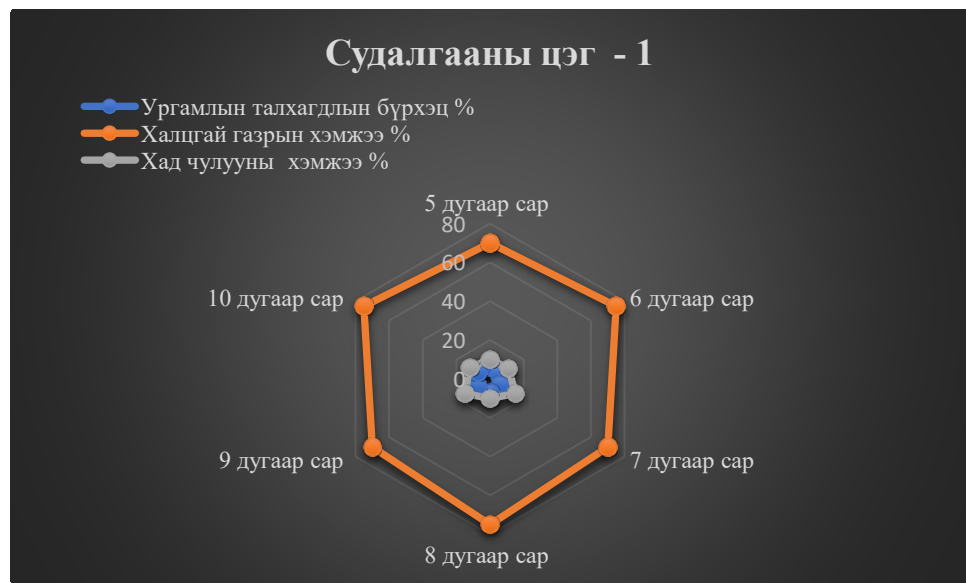 Судалгааны цэг - 1
Ургамлын талхагдлын бүрхэц %
Халцгай газрын хэмжээ %
Хад чулууны хэмжээ %
5 дугаар сар
80
60
10 дугаар сар
40
6 дугаар сар
20
0
9 дугаар сар
7 дугаар сар
8 дугаар сар